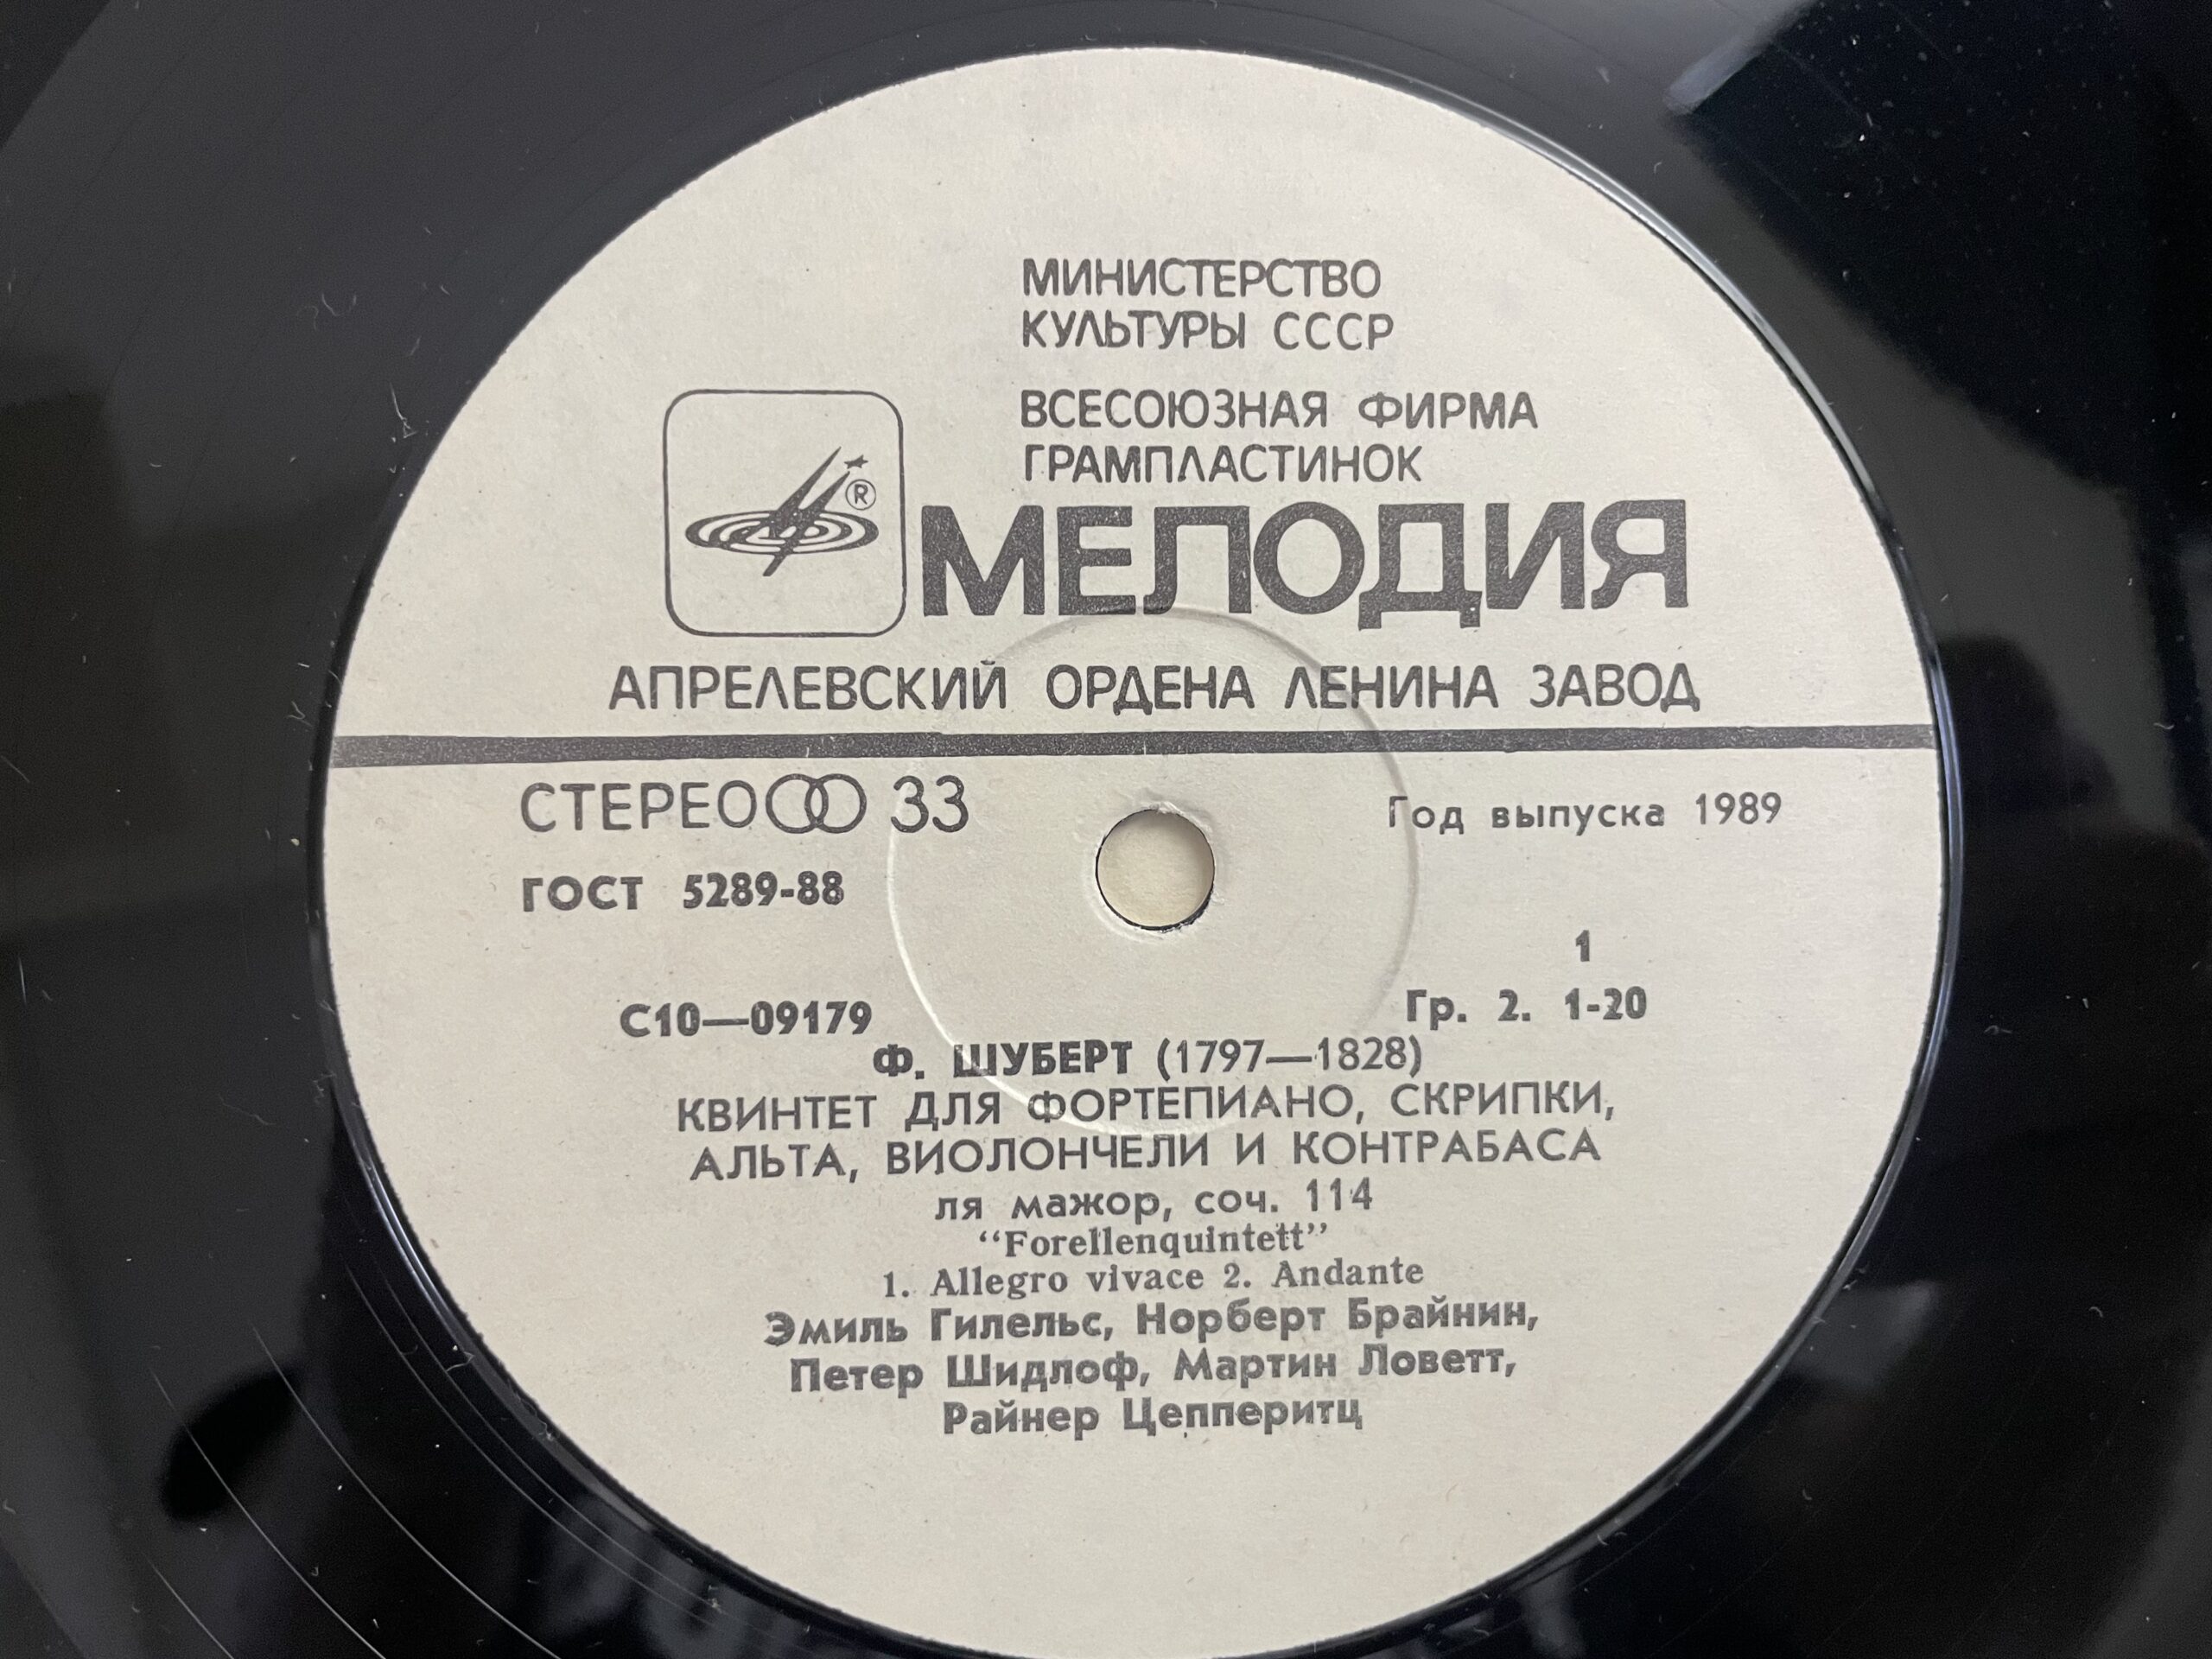 МИНИСТЕРСТВО
КУЛЬТУРЫ СССР
ВСЕСОЮЗНАЯ ФИРМА
ГРАМПЛАСТИНОК
®
МЕЛОДИЯ
АПРЕЛЕВСКИЙ ОРДЕНА ЛЕНИНА ЗАВОД
СТЕРЕО 33
Год выпуска 1989
ГОСТ 5289-88
1
С10—09179
Гр. 2. 1-20
Ф. ШУБЕРТ (1797—1828)
КВИНТЕТ ДЛЯ ФОРТЕПИАНО, СКРИПКИ,
АЛЬТА, ВИОЛОНЧЕЛИ И КОНТРАБАСА
ля мажор, соч. 114
“Forellenquintett”
1. Allegro vivace 2. Andante
Эмиль Гилельс, Норберт Брайнин,
Петер Шидлоф, Мартин Ловетт,
Райнер Цепперитц